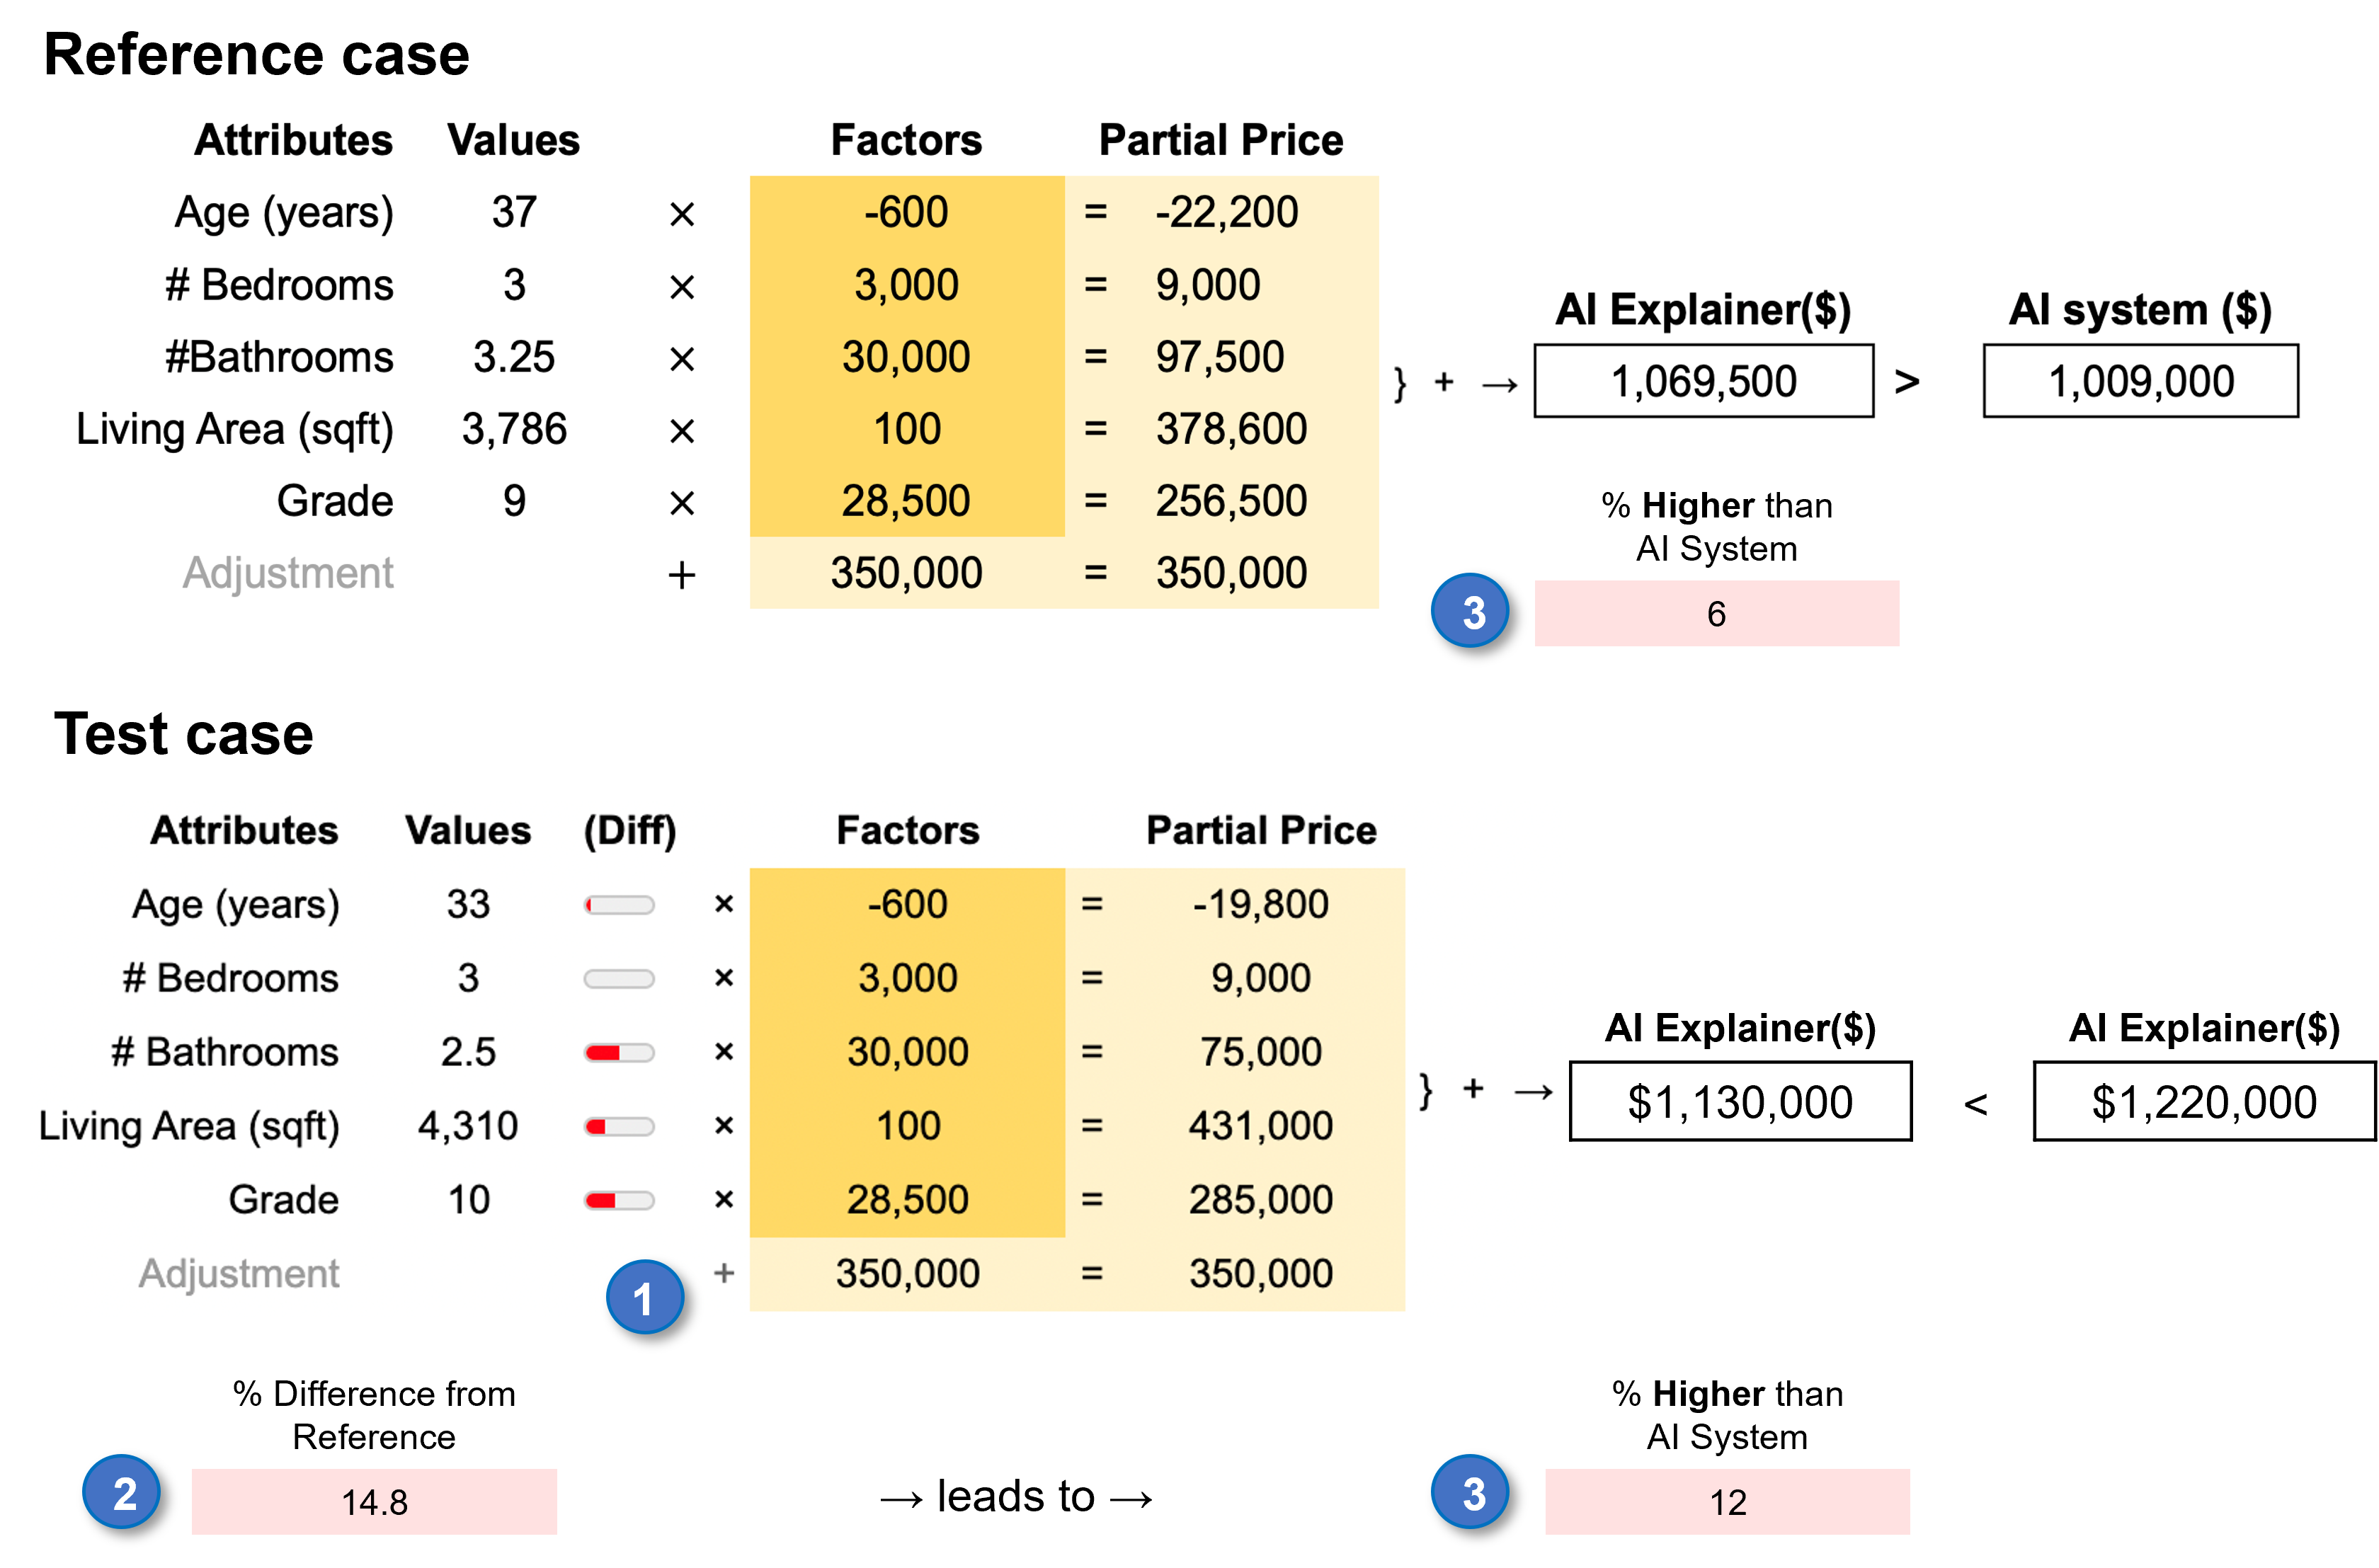 Reference case
Attributes Values Factors Partial Price
Age (years) 37 × -600 = -22,200
# Bedrooms 3 × 3,000 = 9,000
#Bathrooms 3.25 × 30,000 = 97,500
Living Area (sqft) 3,786 × 100 = 378,600
Grade 9 × 28,500 = 256,500
Adjustment + 350,000 = 350,000
} + →
AI Explainer($) AI system ($)
1,069,500 > 1,009,000
% Higher than
AI System
3 6
Test case
Attributes Values (Diff) Factors Partial Price
Age (years) 33 × -600 = -19,800
# Bedrooms 3 × 3,000 = 9,000
# Bathrooms 2.5 × 30,000 = 75,000
Living Area (sqft) 4,310 × 100 = 431,000
Grade 10 × 28,500 = 285,000
Adjustment + 350,000 = 350,000
1
} + →
AI Explainer($) AI Explainer($)
$1,130,000 < $1,220,000
% Difference from
Reference
2 14.8
→ leads to →
% Higher than
AI System
3 12